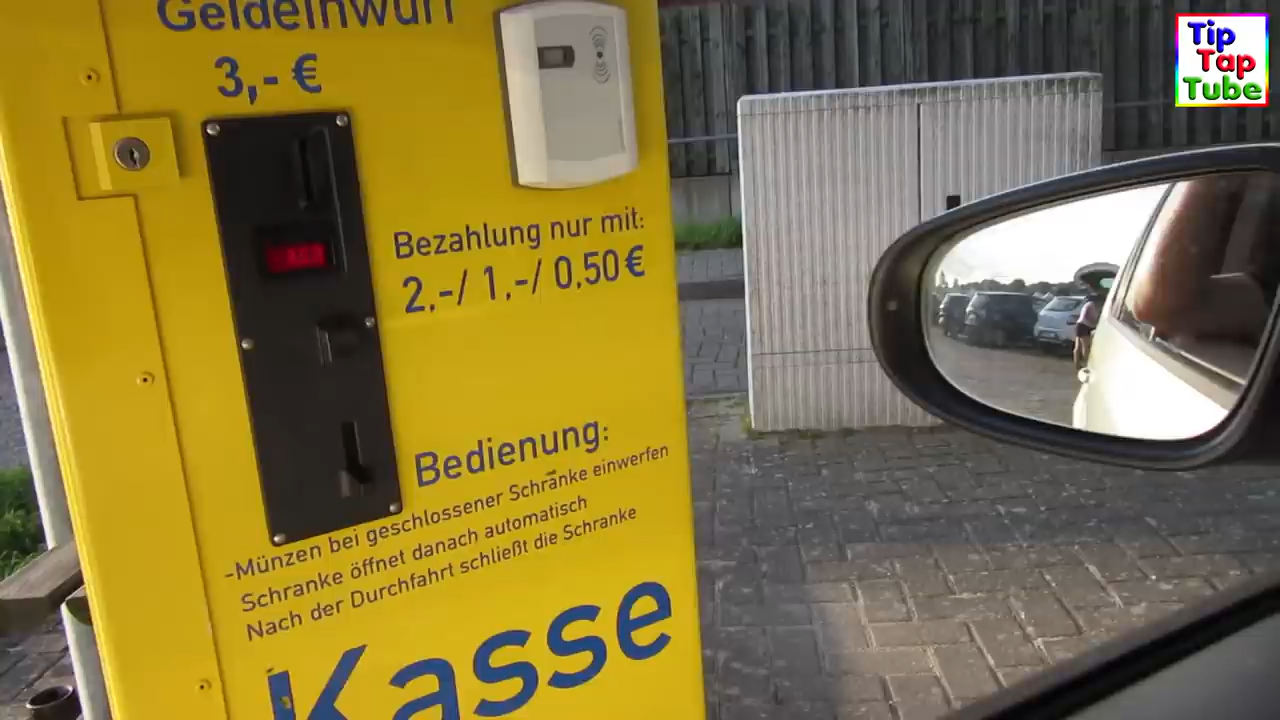 Geldeinwurf
3,- €
Bezahlung nur mit:
2,-/ 1,-/ 0,50 €
Bedienung:
-Münzen bei geschlossener Schranke einwerfen
Schranke öffnet danach automatisch
Nach der Durchfahrt schließt die Schranke
Kasse
Tip
Tap
Tube